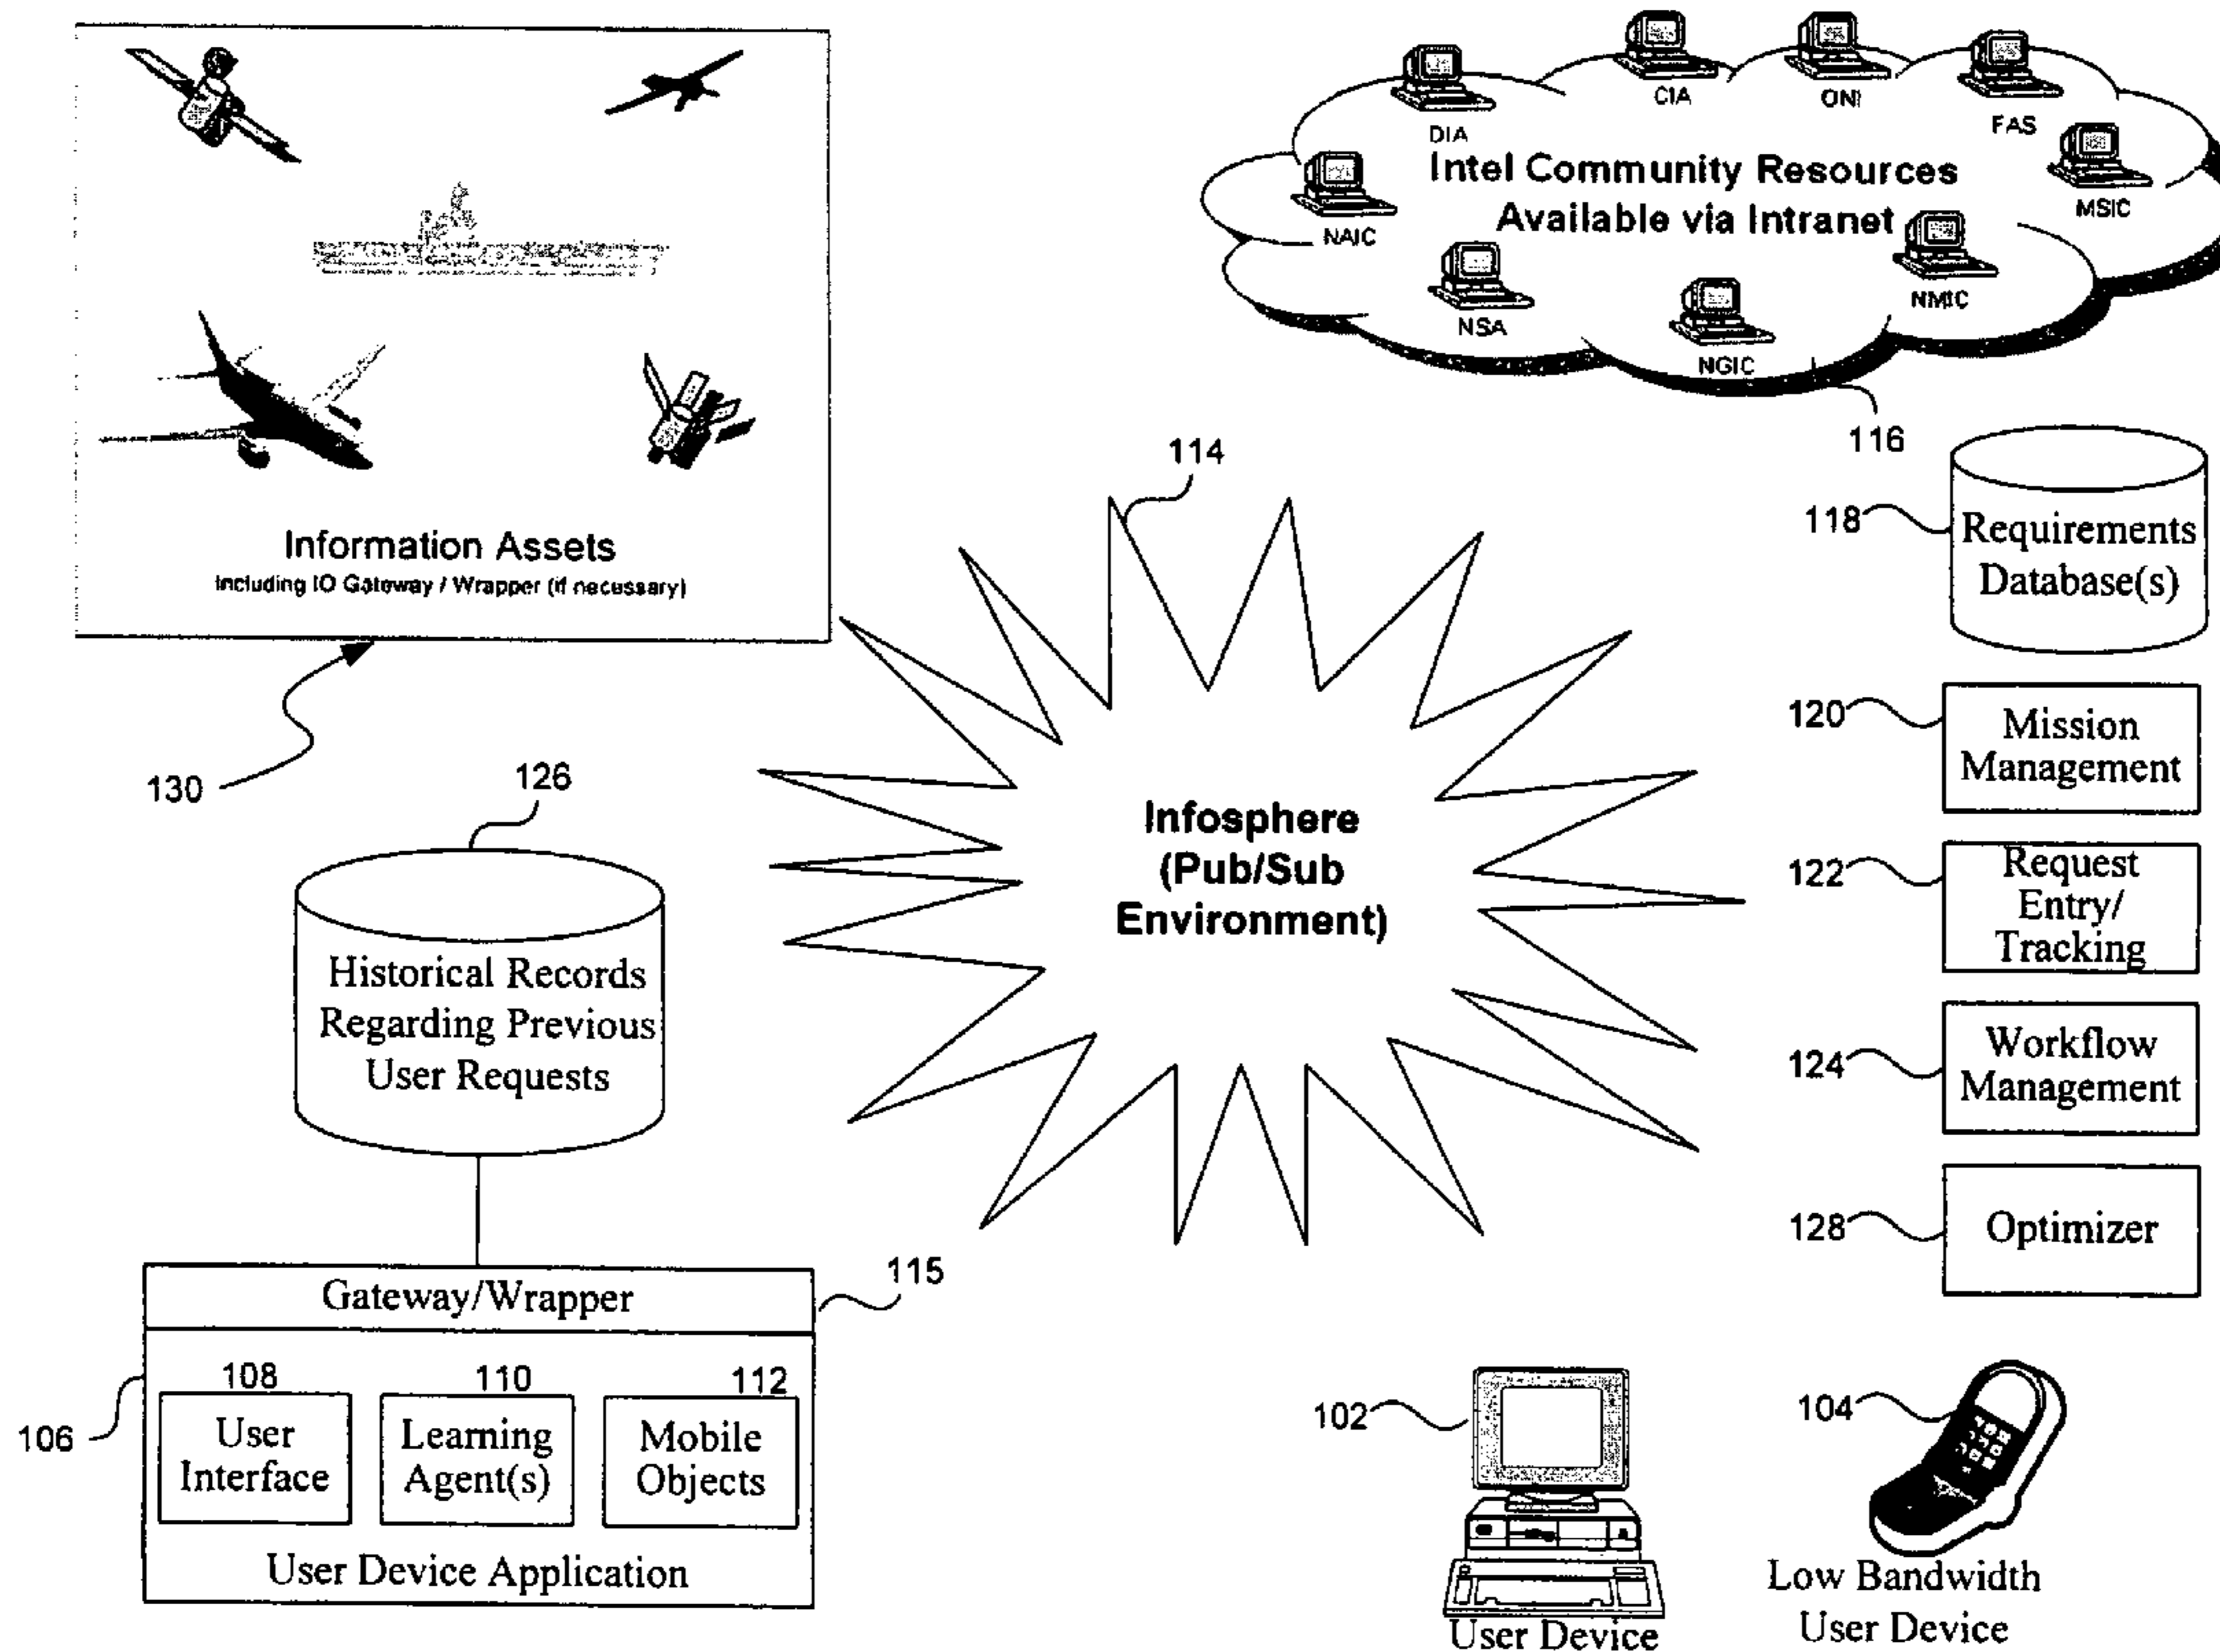 CIA
ONI
DIA
FAS
Intel Community Resources
Available via Intranet
MSIC
NAIC
NMIC
NSA
NGIC
116
114
118
Requirements
Database(s)
Information Assets
Including IO Gateway / Wrapper (if necessary)
130
120
Mission
Management
126
Infosphere
(Pub/Sub
Environment)
122
Request
Entry/
Tracking
Historical Records
Regarding Previous
User Requests
124
Workflow
Management
128
Optimizer
115
Gateway/Wrapper
106
108
User
Interface
110
Learning
Agent(s)
112
Mobile
Objects
User Device Application
102
User Device
104
Low Bandwidth
User Device